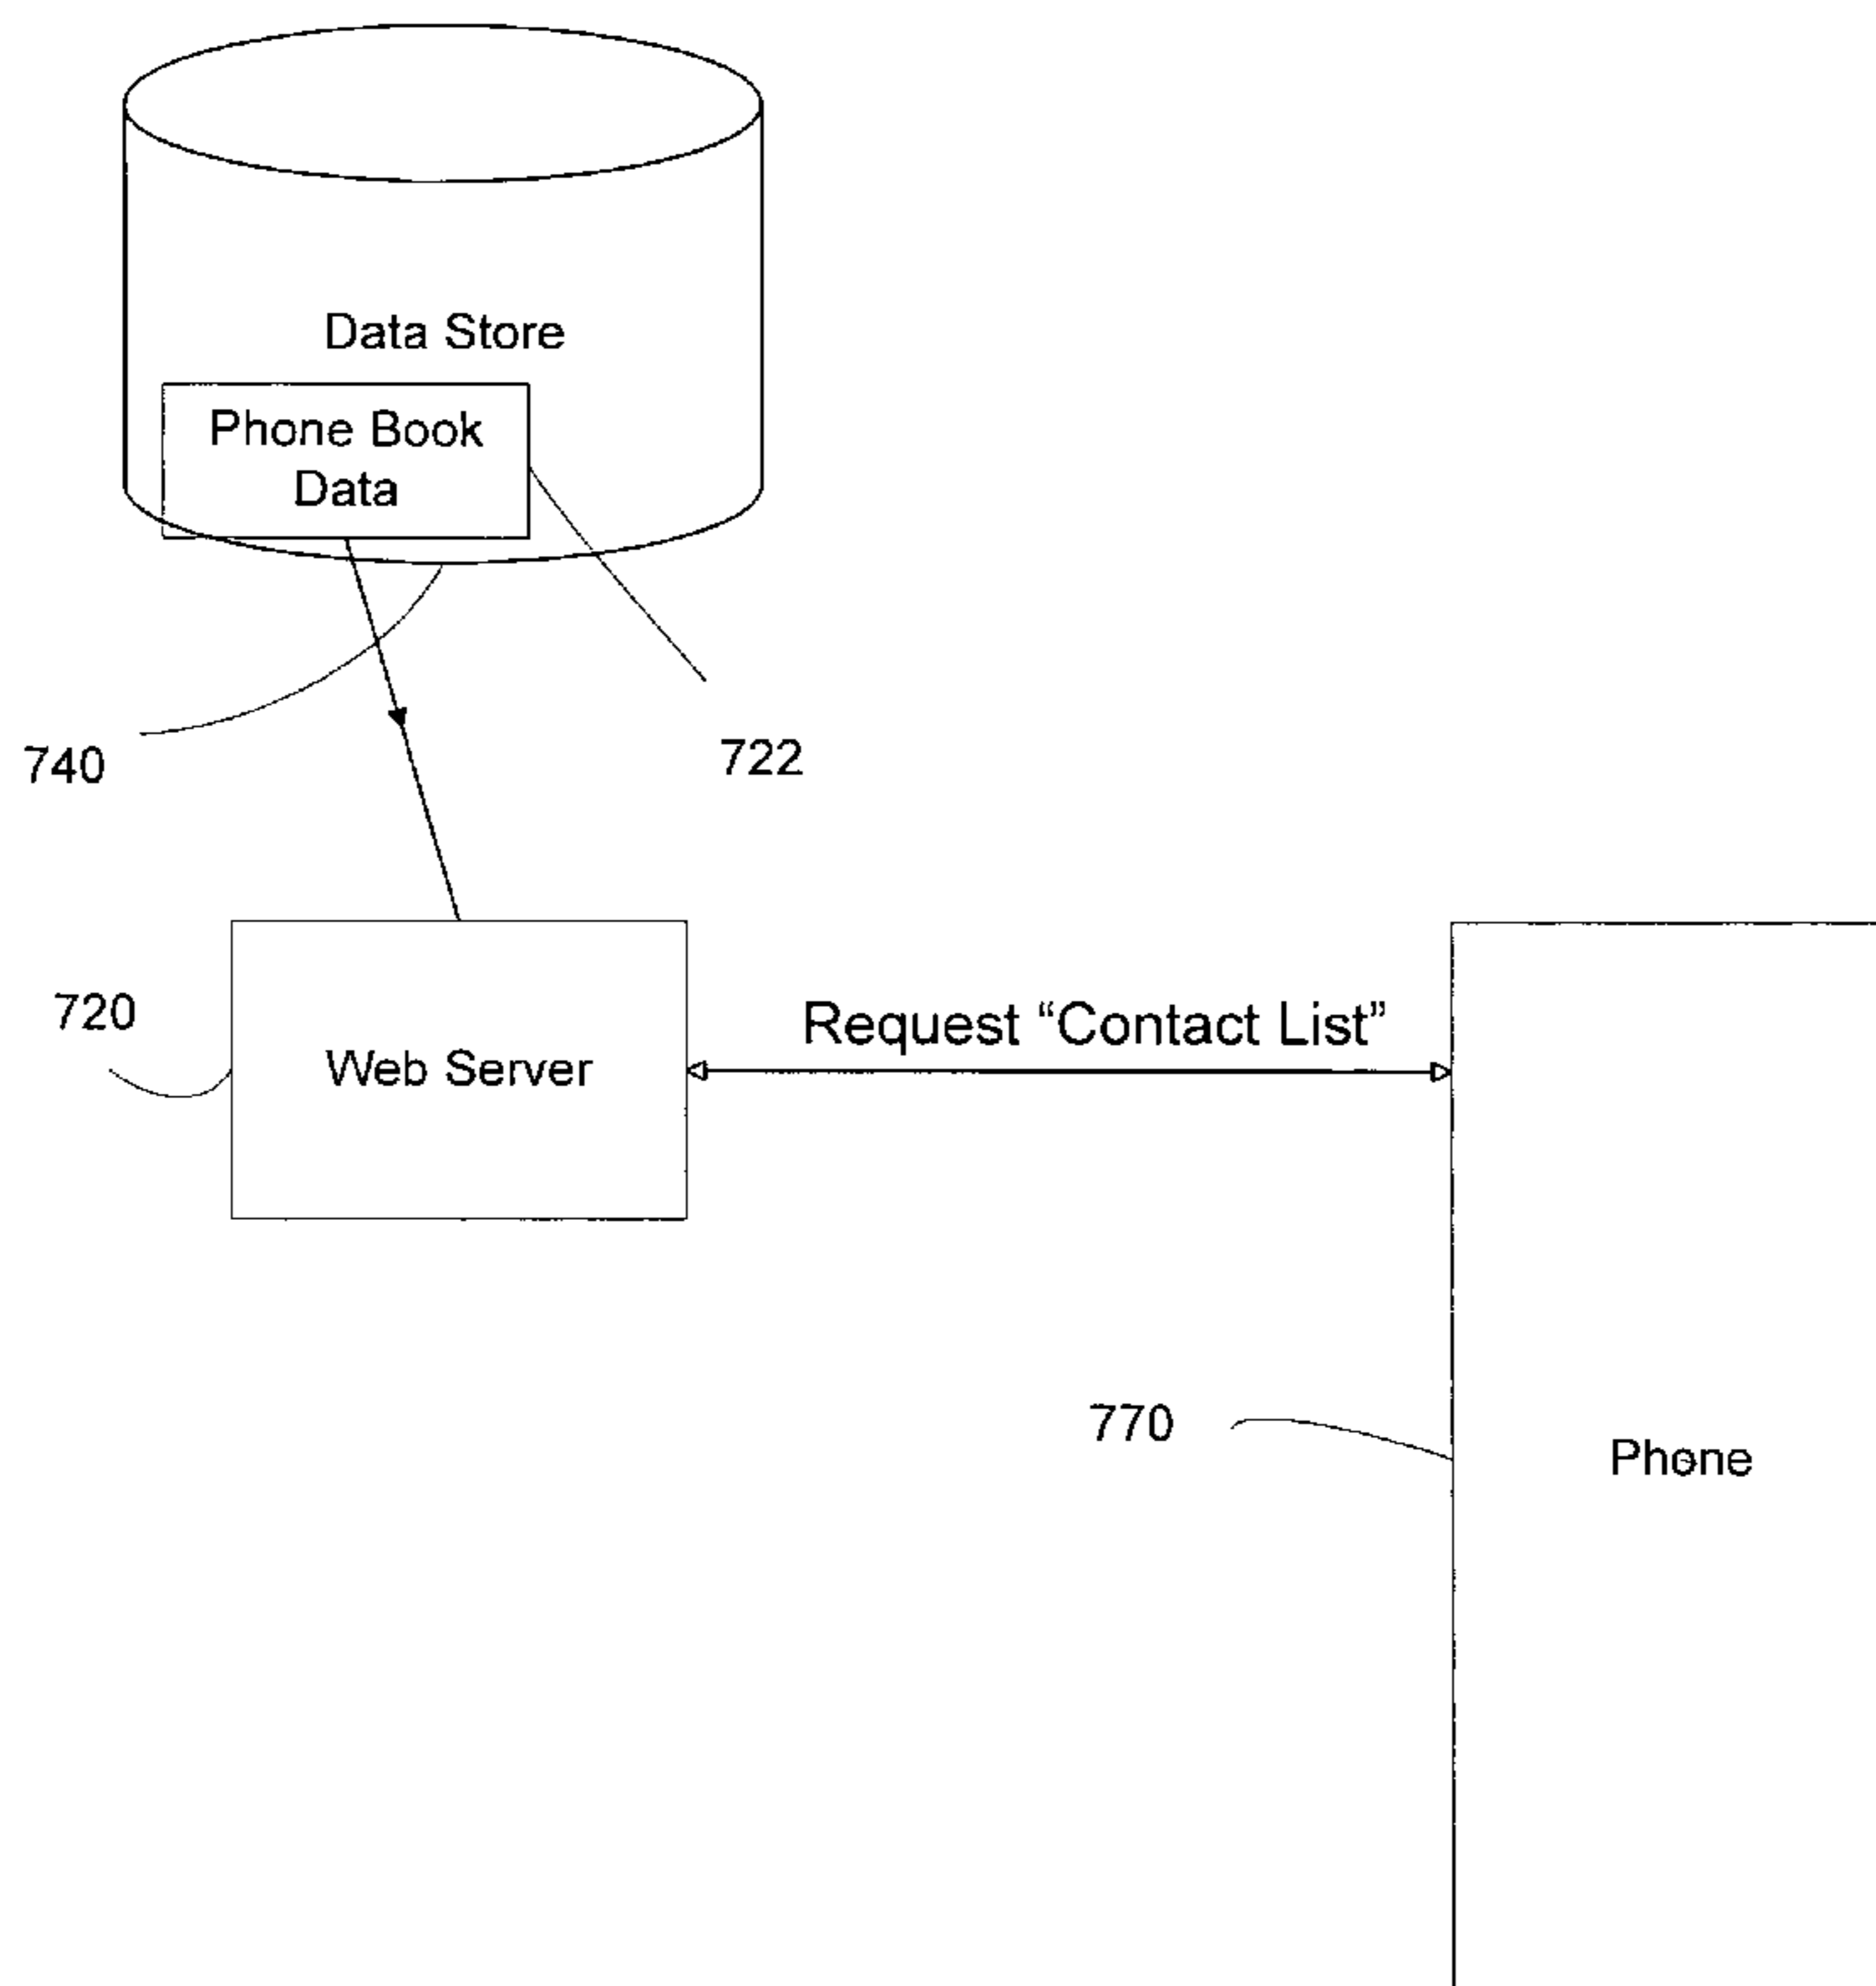 Data Store
Phone Book
Data
740
722
720
Web Server
Request “Contact List”
770
Phone